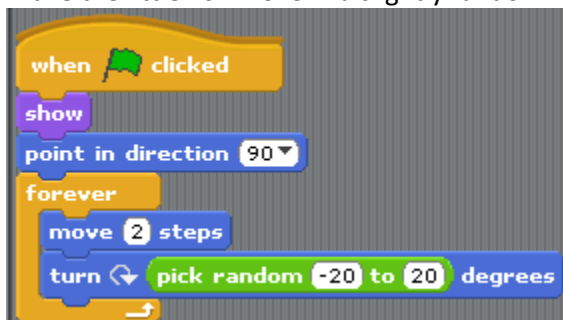 when clicked
show
point in direction 90
forever
move 2 steps
turn pick random -20 to 20 degrees